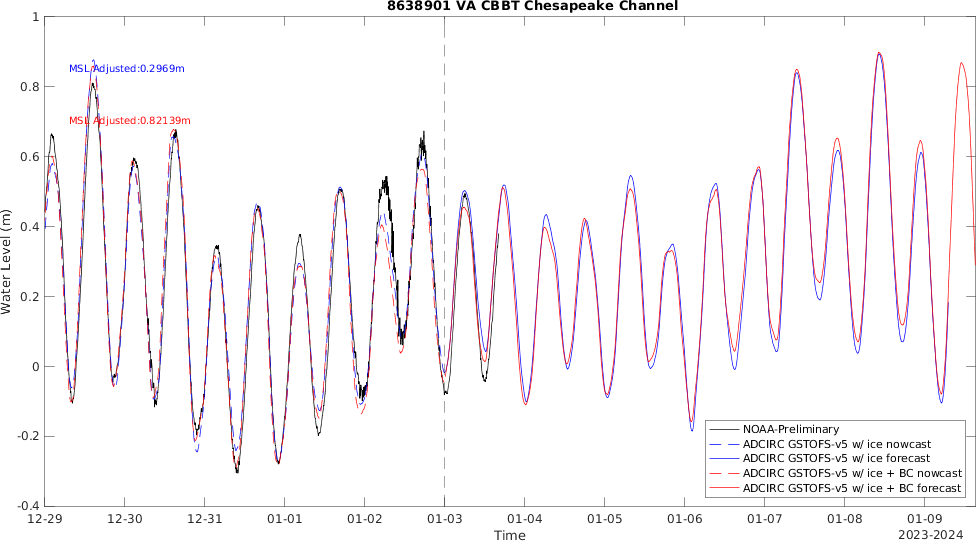 8638901 VA CBBT Chesapeake Channel
1
0.8
0.6
0.4
0.2
0
-0.2
-0.4
Water Level (m)
MSL Adjusted:0.2969m
MSL Adjusted:0.82139m
NOAA-Preliminary
ADCIRC GSTOFS-v5 w/ ice nowcast
ADCIRC GSTOFS-v5 w/ ice forecast
ADCIRC GSTOFS-v5 w/ ice + BC nowcast
ADCIRC GSTOFS-v5 w/ ice + BC forecast
12-29 12-30 12-31 01-01 01-02 01-03 01-04 01-05 01-06 01-07 01-08 01-09
Time
2023-2024